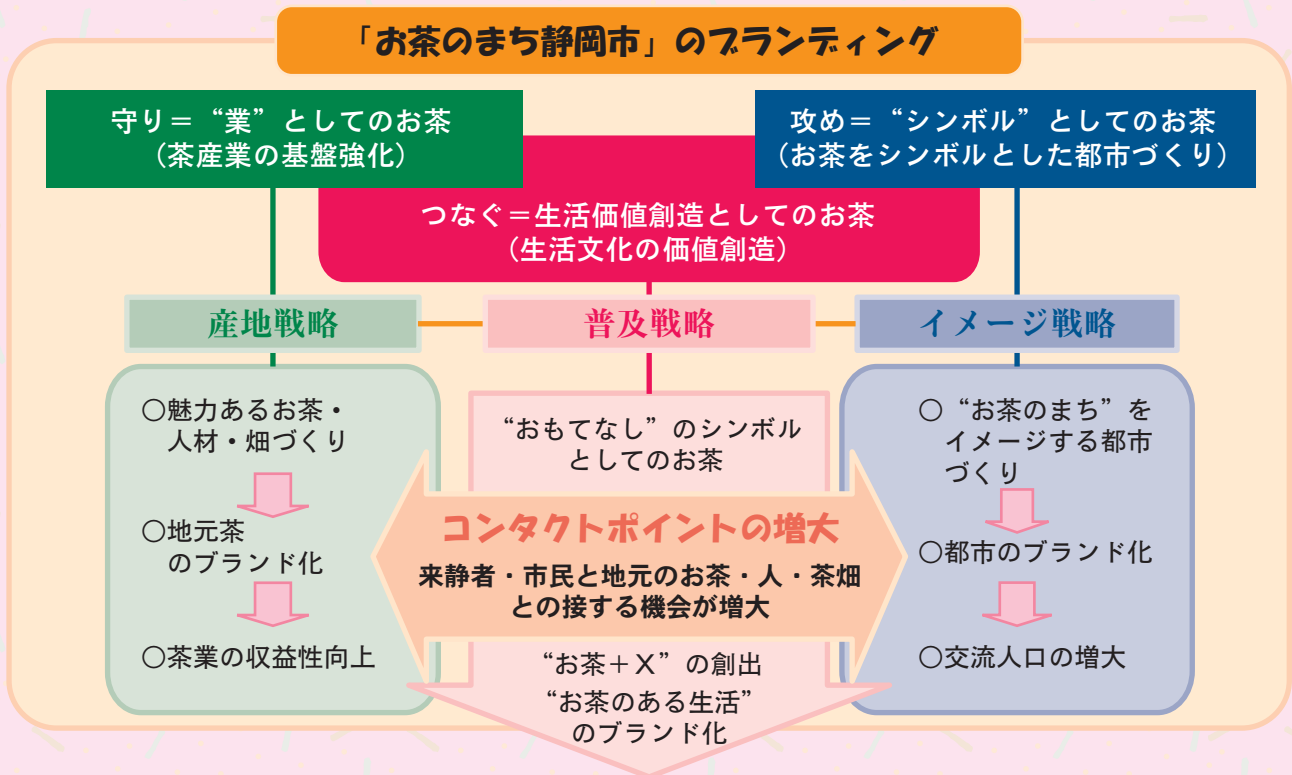 「お茶のまち静岡市」のブランディング
守り＝“業”としてのお茶
（茶産業の基盤強化）
攻め＝“シンボル”としてのお茶
（お茶をシンボルとした都市づくり）
つなぐ＝生活価値創造としてのお茶
（生活文化の価値創造）
産地戦略
普及戦略
イメージ戦略
○魅力あるお茶・
人材・畑づくり
○地元茶
のブランド化
○茶業の収益性向上
“おもてなし”のシンボル
としてのお茶
コンタクトポイントの増大
来静者・市民と地元のお茶・人・茶畑
との接する機会が増大
“お茶＋X”の創出
“お茶のある生活”
のブランド化
○“お茶のまち”を
イメージする都市
づくり
○都市のブランド化
○交流人口の増大